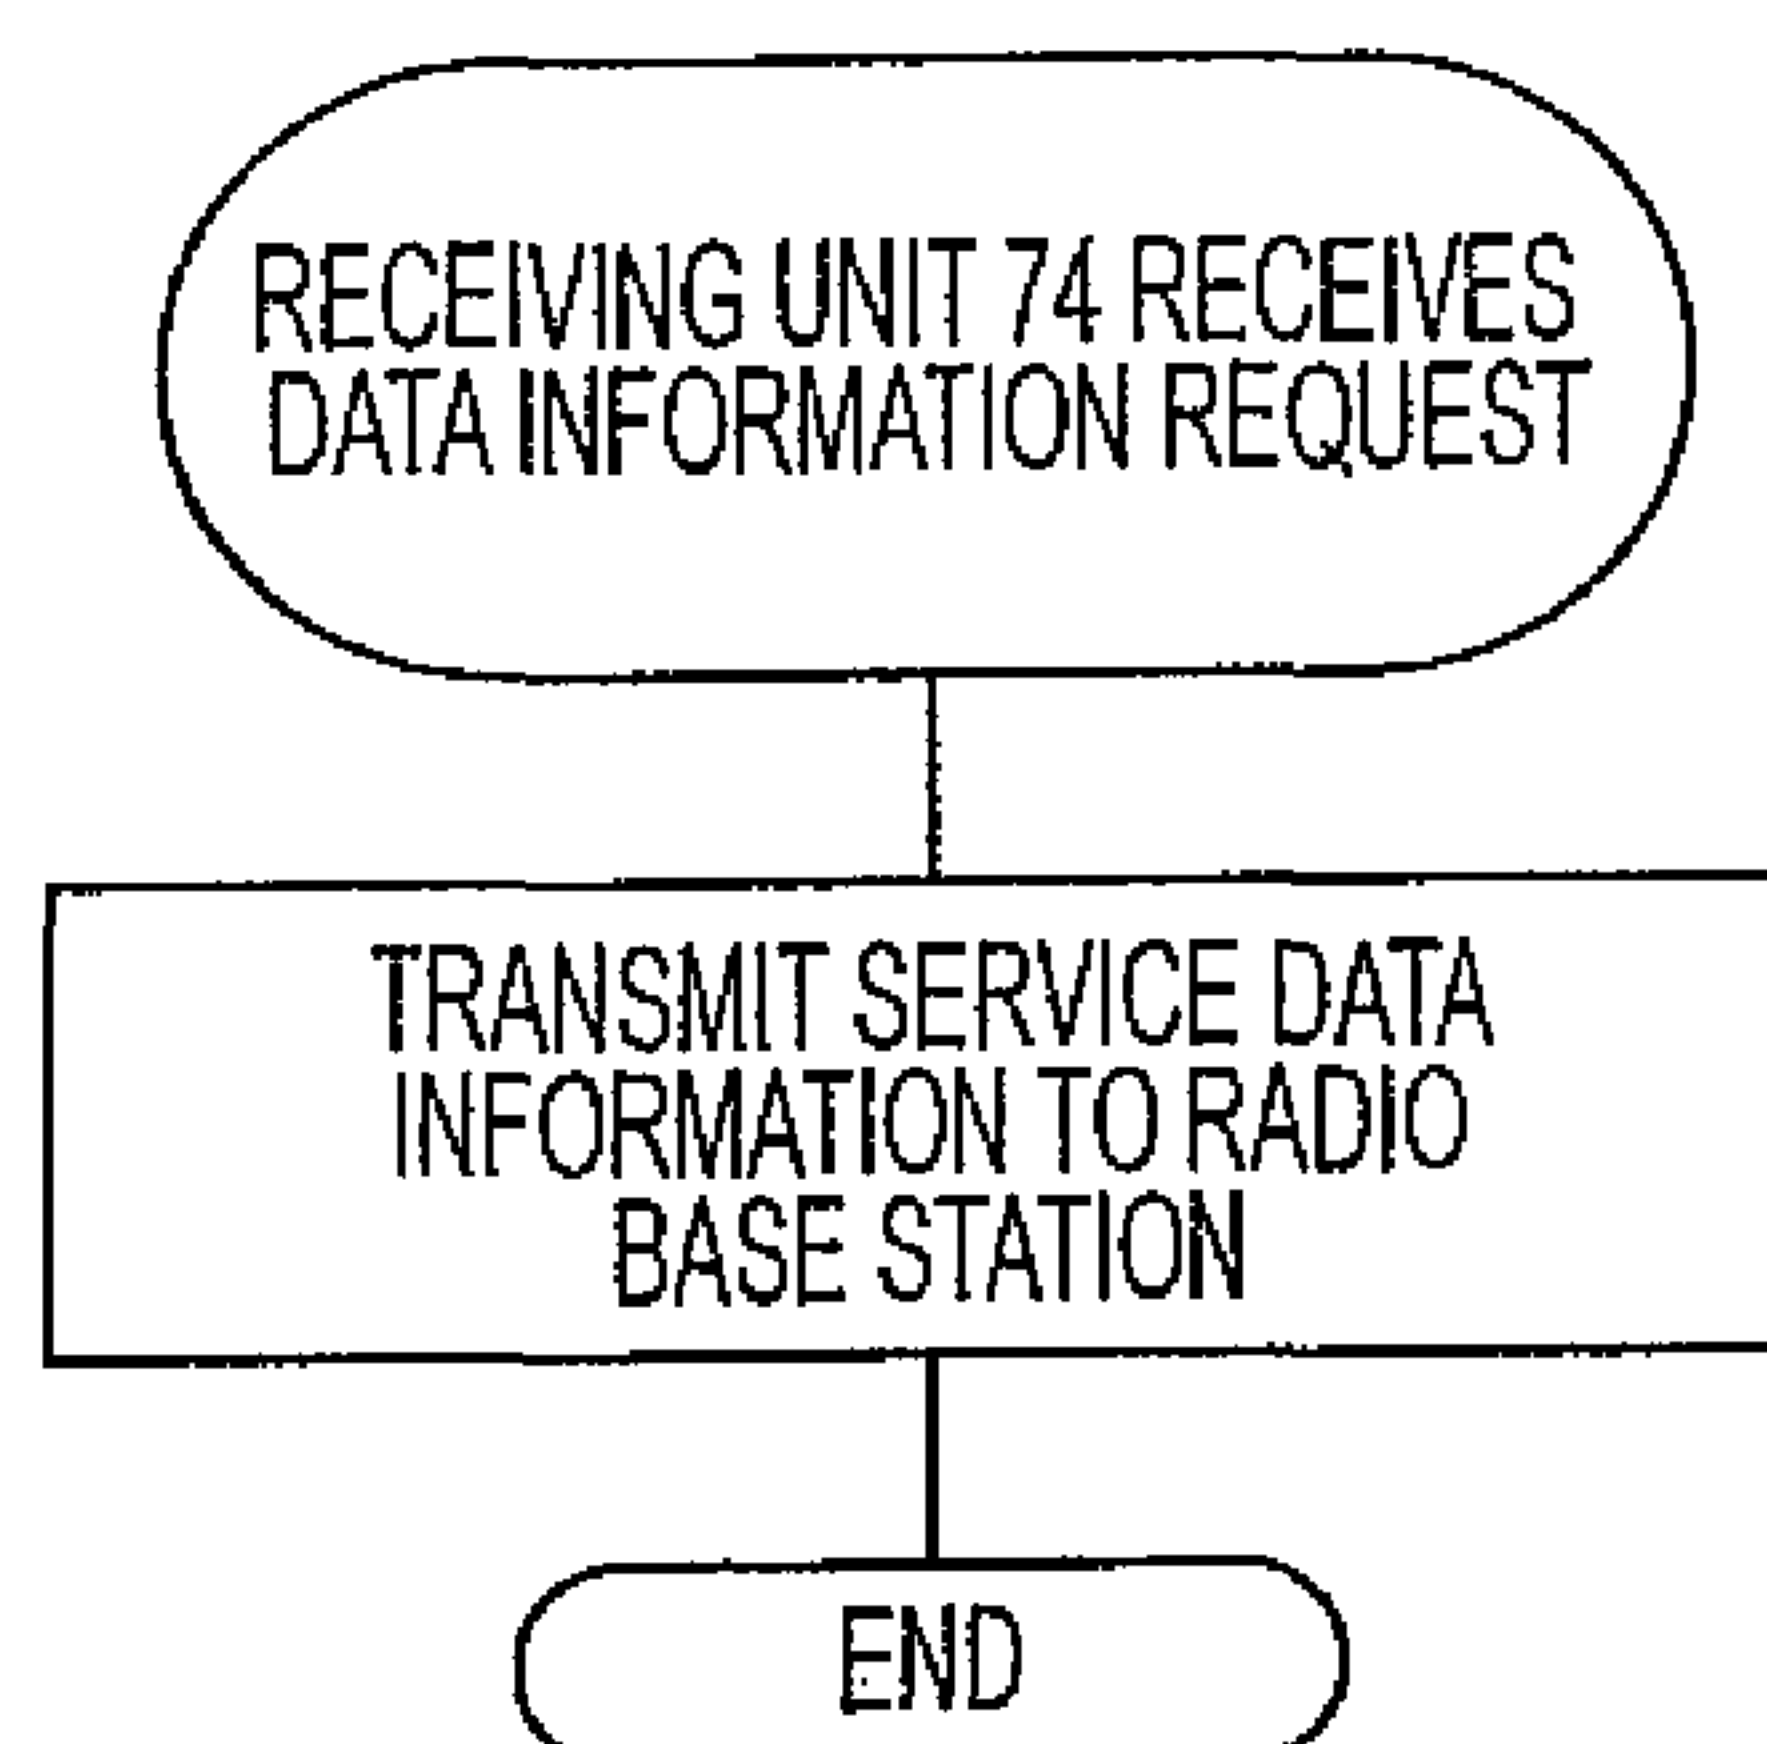 RECEIVING UNIT 74 RECEIVES
DATA INFORMATION REQUEST
TRANSMIT SERVICE DATA
INFORMATION TO RADIO
BASE STATION
END